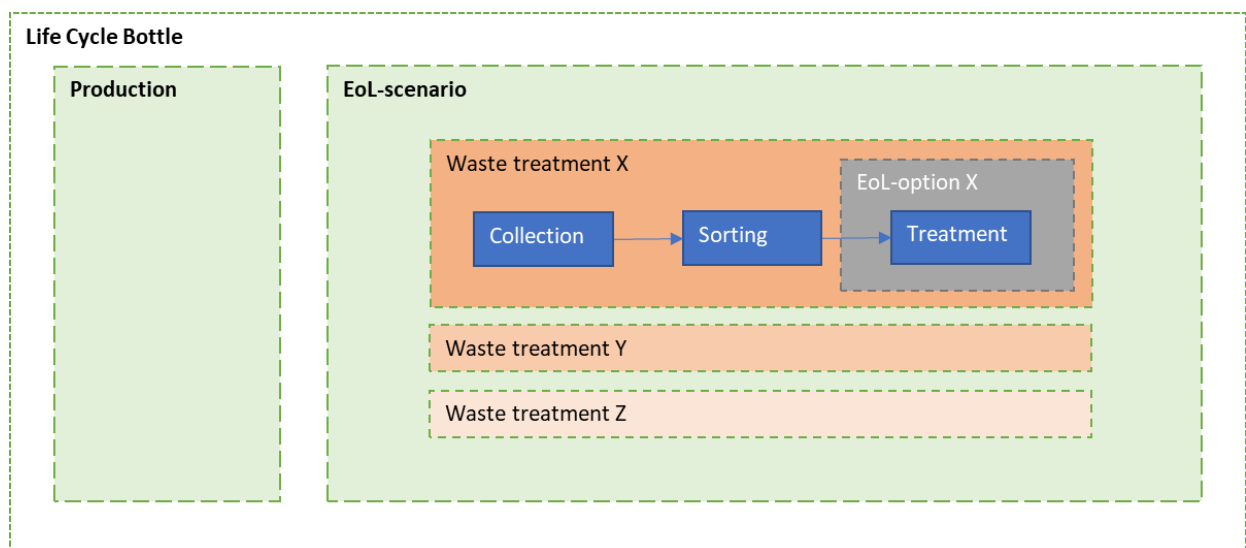 Life Cycle Bottle
Production
EoL-scenario
Waste treatment X
EoL-option X
Collection
Sorting
Treatment
Waste treatment Y
Waste treatment Z